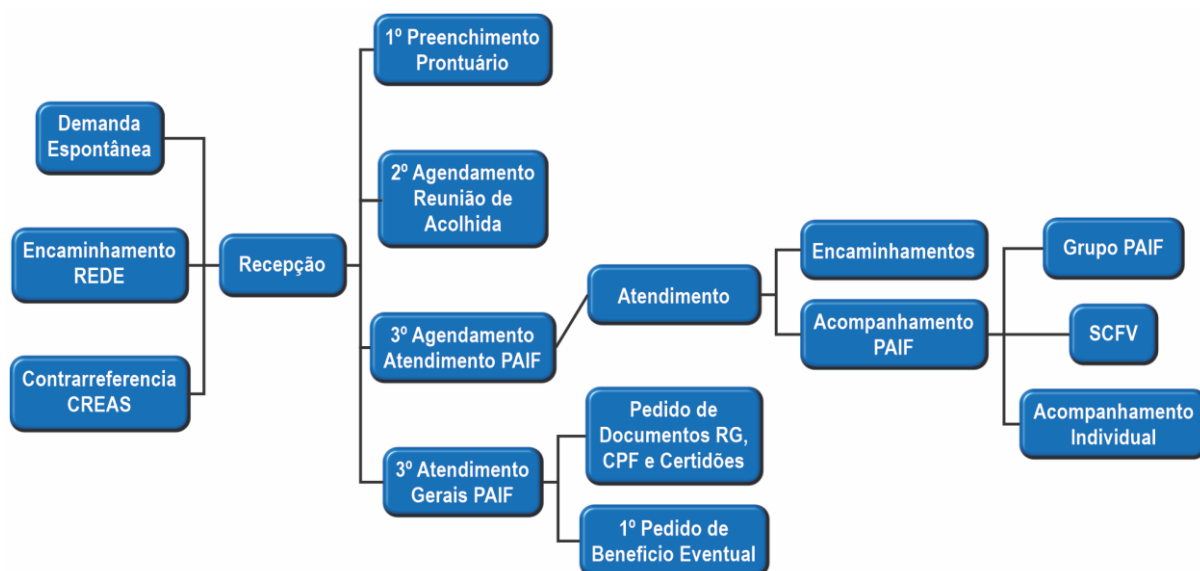 1º Preenchimento
Prontuário
Demanda
Espontânea
2º Agendamento
Reunião de
Acolhida
Encaminhamento
REDE
Recepção
Encaminhamentos
Grupo PAIF
Atendimento
3º Agendamento
Atendimento PAIF
Acompanhamento
PAIF
SCFV
Contrarreferencia
CREAS
Pedido de
Documentos RG,
CPF e Certidões
Acompanhamento
Individual
3º Atendimento
Gerais PAIF
1º Pedido de
Beneficio Eventual